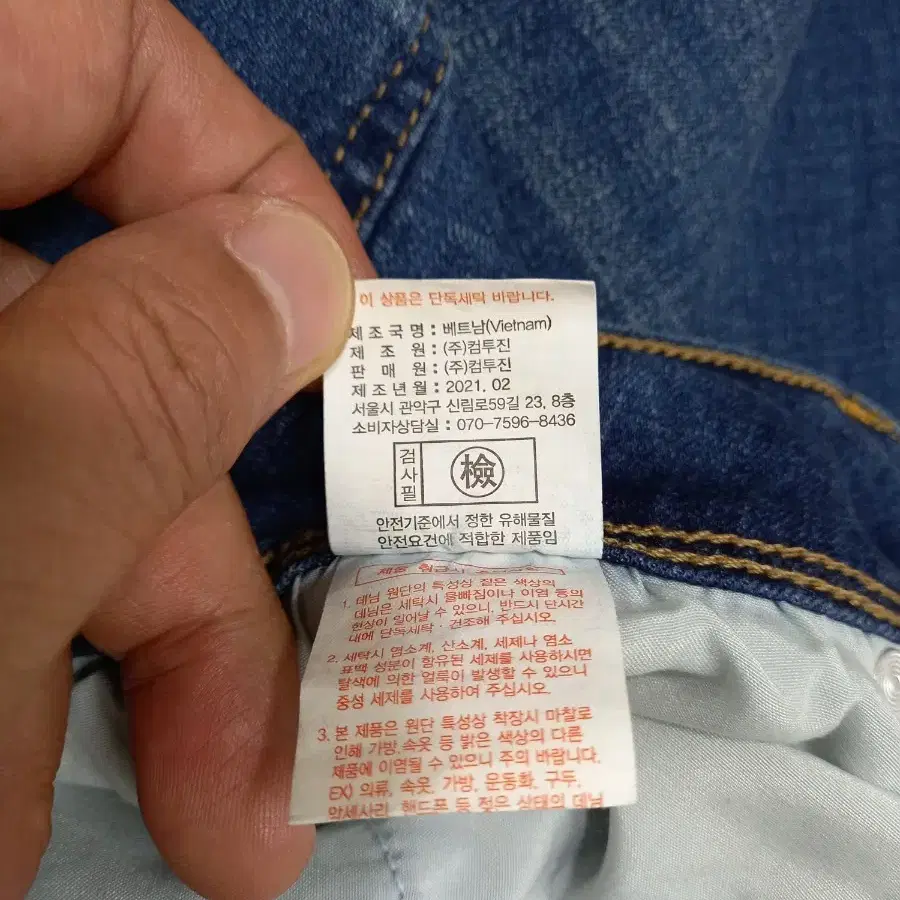 이 상품은 단독세탁 바랍니다.
제 조 국 명 : 베트남(Vietnam)
제 조 원 : (주)컴투진
판 매 원 : (주)컴투진
제 조 년 월 : 2021. 02
서울시 관악구 신림로59길 23, 8층
소비자상담실 : 070-7596-8436
검사필
檢
안전기준에서 정한 유해물질
안전요건에 적합한 제품임
제품
1. 데님 원단의 특성상 짙은 색상의
데님은 세탁시 물빠짐이나 이염 등의
현상이 일어날 수 있으니, 반드시 단시간
내에 단독세탁 · 건조해 주십시오.
2. 세탁시 염소계, 산소계, 세제나 염소
표백 성분이 함유된 세제를 사용하시면
탈색에 의한 얼룩이 발생할 수 있으니
중성 세제를 사용하여 주십시오.
3. 본 제품은 원단 특성상 착장시 마찰로
인해 가방, 속옷 등 밝은 색상의 다른
제품에 이염될 수 있으니 주의 바랍니다.
EX) 의류, 속옷, 가방, 운동화, 구두,
악세사리, 핸드폰 등 젖은 상태의 데님